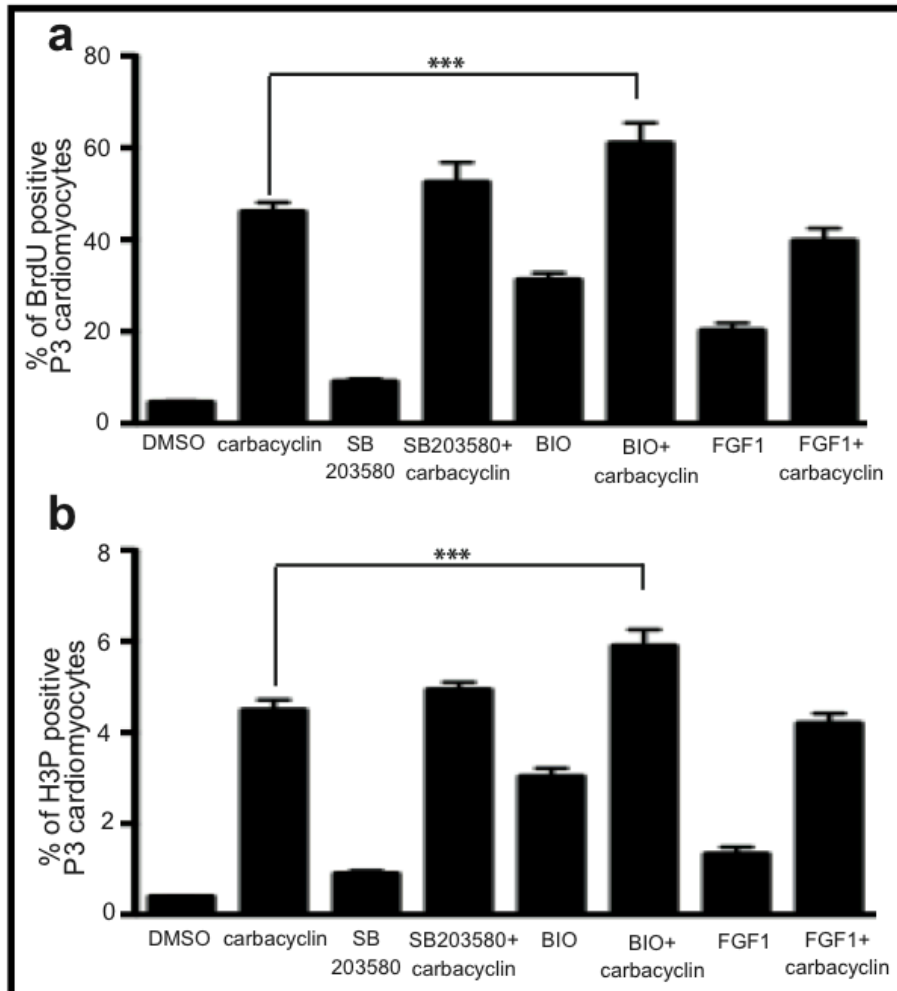 a
% of BrdU positive
P3 cardiomyocytes
80
60
40
20
0
***
DMSO
carbacyclin
SB
203580
SB203580+
carbacyclin
BIO
BIO+
carbacyclin
FGF1
FGF1+
carbacyclin
b
% of H3P positive
P3 cardiomyocytes
8
6
4
2
0
***
DMSO
carbacyclin
SB
203580
SB203580+
carbacyclin
BIO
BIO+
carbacyclin
FGF1
FGF1+
carbacyclin